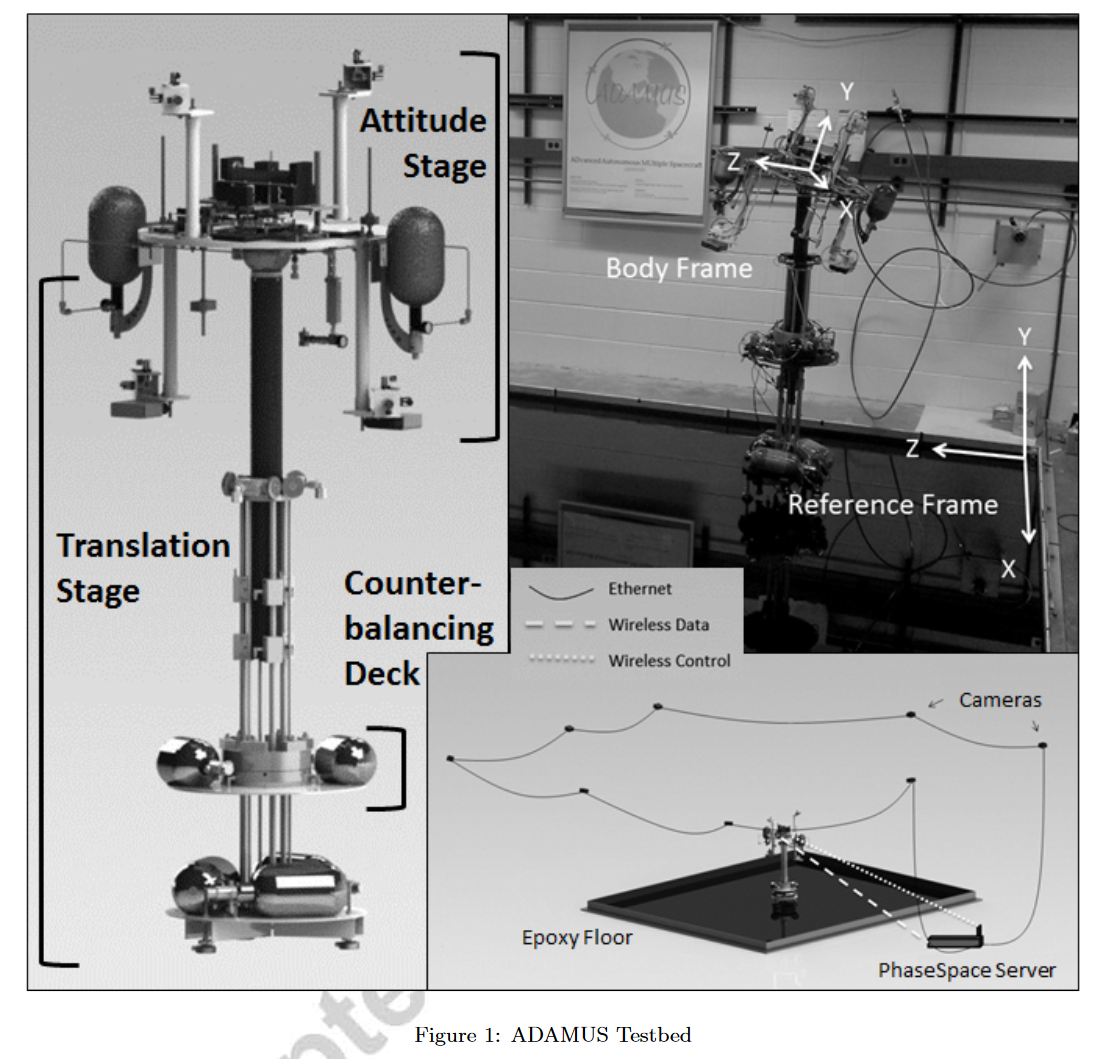 Attitude
Stage
Translation
Stage
Counter-
balancing
Deck
ADAMUS
ADvanced Autonomous MUltiple Spacecraft
Y
Z
X
Body Frame
Y
Z
Reference Frame
X
Ethernet
Wireless Data
Wireless Control
Cameras
Epoxy Floor
PhaseSpace Server
Figure 1: ADAMUS Testbed